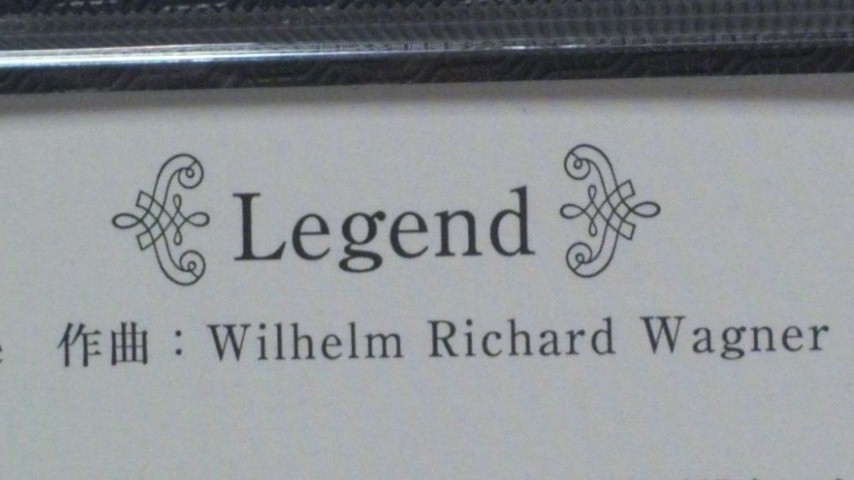 Legend
作曲：Wilhelm Richard Wagner